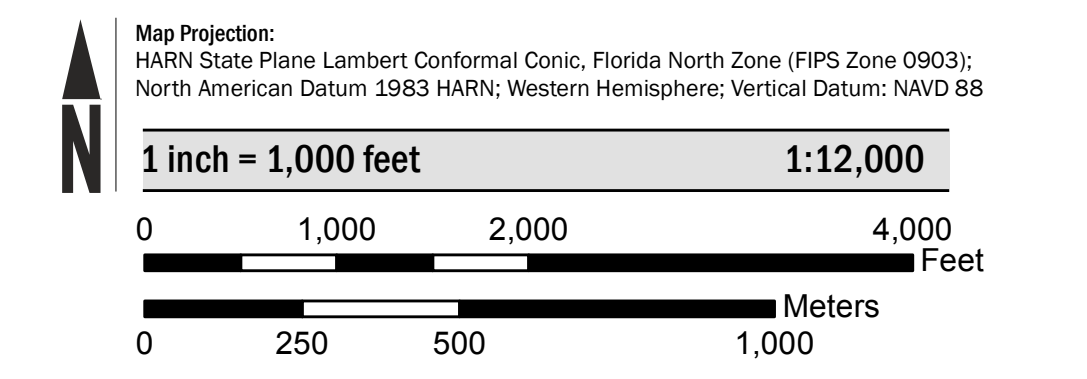 Map Projection:
HARN State Plane Lambert Conformal Conic, Florida North Zone (FIPS Zone 0903);
North American Datum 1983 HARN; Western Hemisphere; Vertical Datum: NAVD 88
N
1 inch = 1,000 feet 1:12,000
0 1,000 2,000 4,000
Feet
Meters
0 250 500 1,000